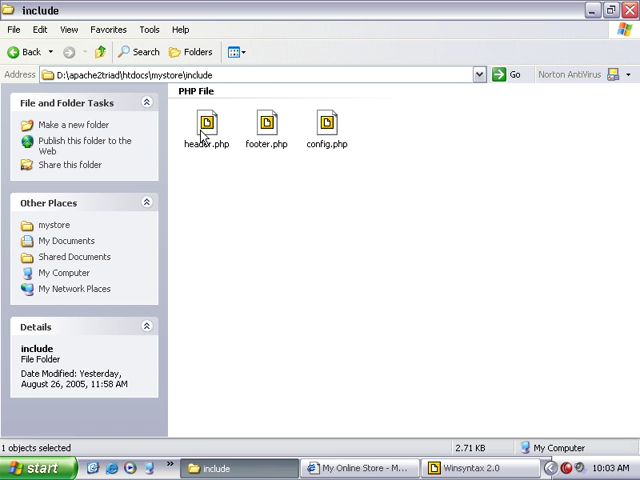 include
File Edit View Favorites Tools Help
Back Search Folders
Address D:\apache2triad\htdocs\mystore\include Go Norton AntiVirus
File and Folder Tasks
Make a new folder
Publish this folder to the
Web
Share this folder
Other Places
mystore
My Documents
Shared Documents
My Computer
My Network Places
Details
include
File Folder
Date Modified: Yesterday,
August 26, 2005, 11:58 AM
PHP File
header.php footer.php config.php
1 objects selected 2.71 KB My Computer
start » include My Online Store - M... Winsyntax 2.0 10:03 AM